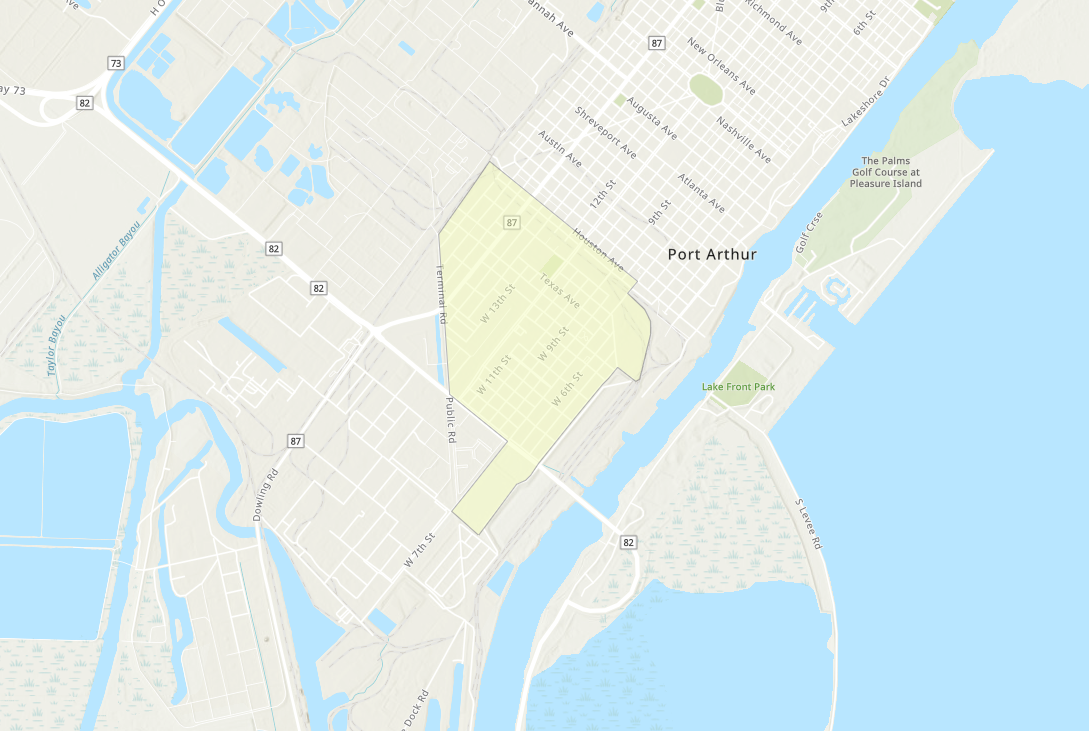 Richmond Ave
9th
6th St
87
New Orleans Ave
73
82
ay 73
Lakeshore Dr
Augusta Ave
Shreveport Ave
Nashville Ave
Austin Ave
The Palms
Golf Course at
Pleasure Island
Atlanta Ave
12th St
9th St
87
Golf Crse
Houston Ave
Port Arthur
Alligator Bayou
82
82
Texas Ave
Terminal Rd
W 13th St
W 9th St
Taylor Bayou
W 11th St
W 6th St
Lake Front Park
Public Rd
87
Dowling Rd
S Levee Rd
W 7th St
82
Dock Rd